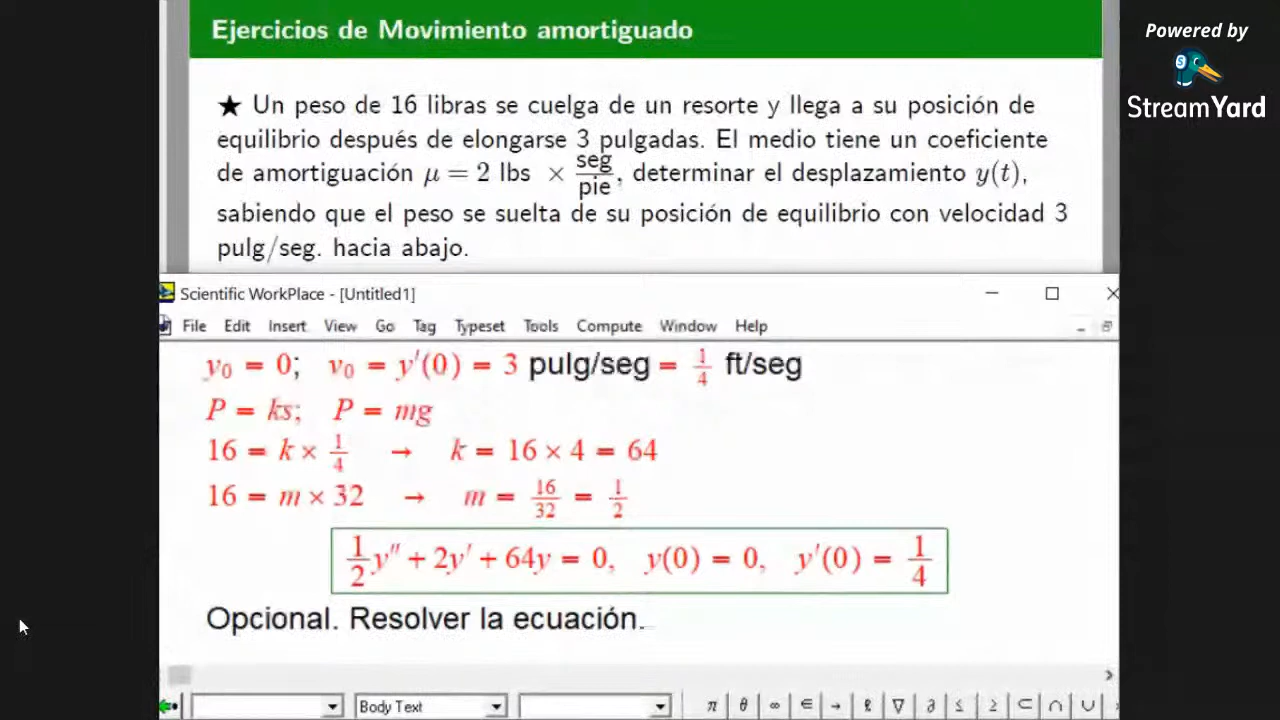 Ejercicios de Movimiento amortiguado
Powered by
StreamYard
★ Un peso de 16 libras se cuelga de un resorte y llega a su posición de
equilibrio después de elongarse 3 pulgadas. El medio tiene un coeficiente
de amortiguación μ = 2 lbs × seg/pie, determinar el desplazamiento y(t),
sabiendo que el peso se suelta de su posición de equilibrio con velocidad 3
pulg/seg. hacia abajo.
Scientific WorkPlace - [Untitled1]
File Edit Insert View Go Tag Typeset Tools Compute Window Help
y₀ = 0; v₀ = y′(0) = 3 pulg/seg = 1/4 ft/seg
P = ks; P = mg
16 = k × 1/4 → k = 16 × 4 = 64
16 = m × 32 → m = 16/32 = 1/2
1/2 y″ + 2y′ + 64y = 0, y(0) = 0, y′(0) = 1/4
Opcional. Resolver la ecuación.
Body Text π θ ∞ ∈ → ℓ ∇ ∂ ≤ ≥ ⊂ ∩ ∪